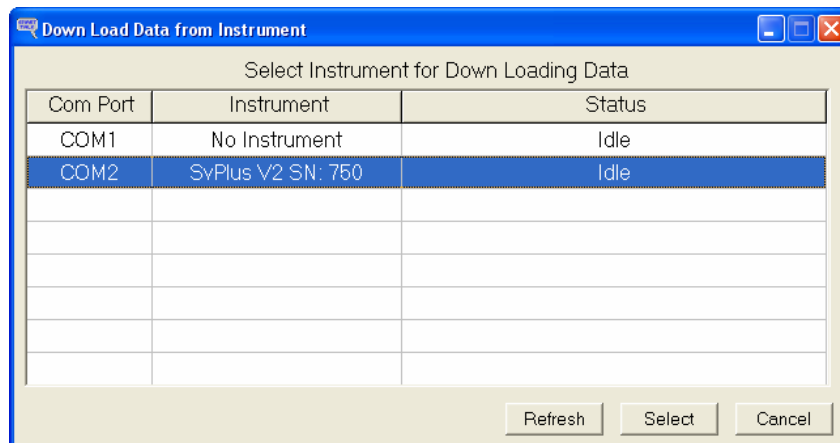 Down Load Data from Instrument
Select Instrument for Down Loading Data
Com Port Instrument Status
COM1 No Instrument Idle
COM2 SvPlus V2 SN: 750 Idle
Refresh Select Cancel